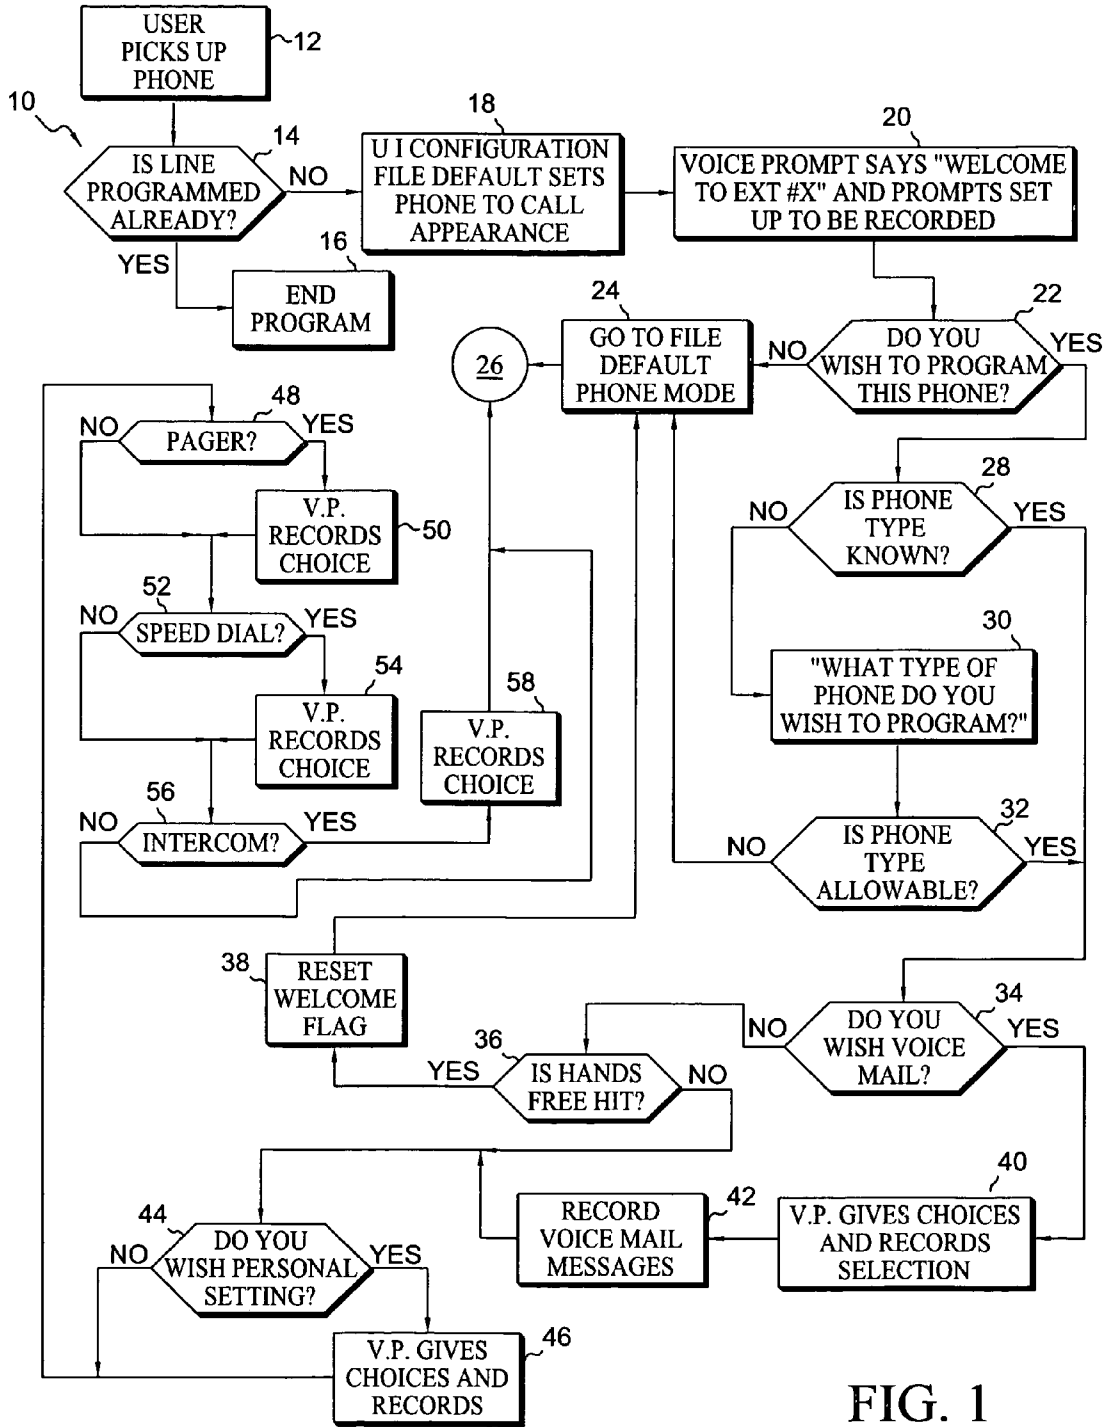 USER
PICKS UP
PHONE
12
10
14
IS LINE
PROGRAMMED
ALREADY?
NO
YES
16
END
PROGRAM
18
U I CONFIGURATION
FILE DEFAULT SETS
PHONE TO CALL
APPEARANCE
20
VOICE PROMPT SAYS "WELCOME
TO EXT #X" AND PROMPTS SET
UP TO BE RECORDED
22
DO YOU
WISH TO PROGRAM
THIS PHONE?
NO
YES
24
GO TO FILE
DEFAULT
PHONE MODE
26
28
IS PHONE
TYPE
KNOWN?
NO
YES
30
"WHAT TYPE OF
PHONE DO YOU
WISH TO PROGRAM?"
32
IS PHONE
TYPE
ALLOWABLE?
NO
YES
34
DO YOU
WISH VOICE
MAIL?
NO
YES
36
IS HANDS
FREE HIT?
YES
NO
38
RESET
WELCOME
FLAG
40
V.P. GIVES CHOICES
AND RECORDS
SELECTION
42
RECORD
VOICE MAIL
MESSAGES
44
DO YOU
WISH PERSONAL
SETTING?
NO
YES
46
V.P. GIVES
CHOICES AND
RECORDS
48
PAGER?
NO
YES
50
V.P.
RECORDS
CHOICE
52
SPEED DIAL?
NO
YES
54
V.P.
RECORDS
CHOICE
56
INTERCOM?
NO
YES
58
V.P.
RECORDS
CHOICE
FIG. 1